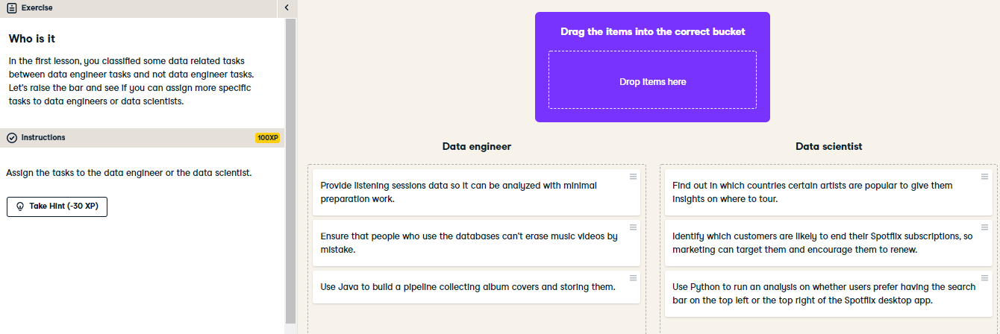 Exercise
Who is it
In the first lesson, you classified some data related tasks
between data engineer tasks and not data engineer tasks.
Let's raise the bar and see if you can assign more specific
tasks to data engineers or data scientists.
Instructions
100XP
Assign the tasks to the data engineer or the data scientist.
Take Hint (-30 XP)
Drag the items into the correct bucket
Drop items here
Data engineer
Provide listening sessions data so it can be analyzed with minimal
preparation work.
Ensure that people who use the databases can't erase music videos by
mistake.
Use Java to build a pipeline collecting album covers and storing them.
Data scientist
Find out in which countries certain artists are popular to give them
insights on where to tour.
Identify which customers are likely to end their Spotflix subscriptions, so
marketing can target them and encourage them to renew.
Use Python to run an analysis on whether users prefer having the search
bar on the top left or the top right of the Spotflix desktop app.